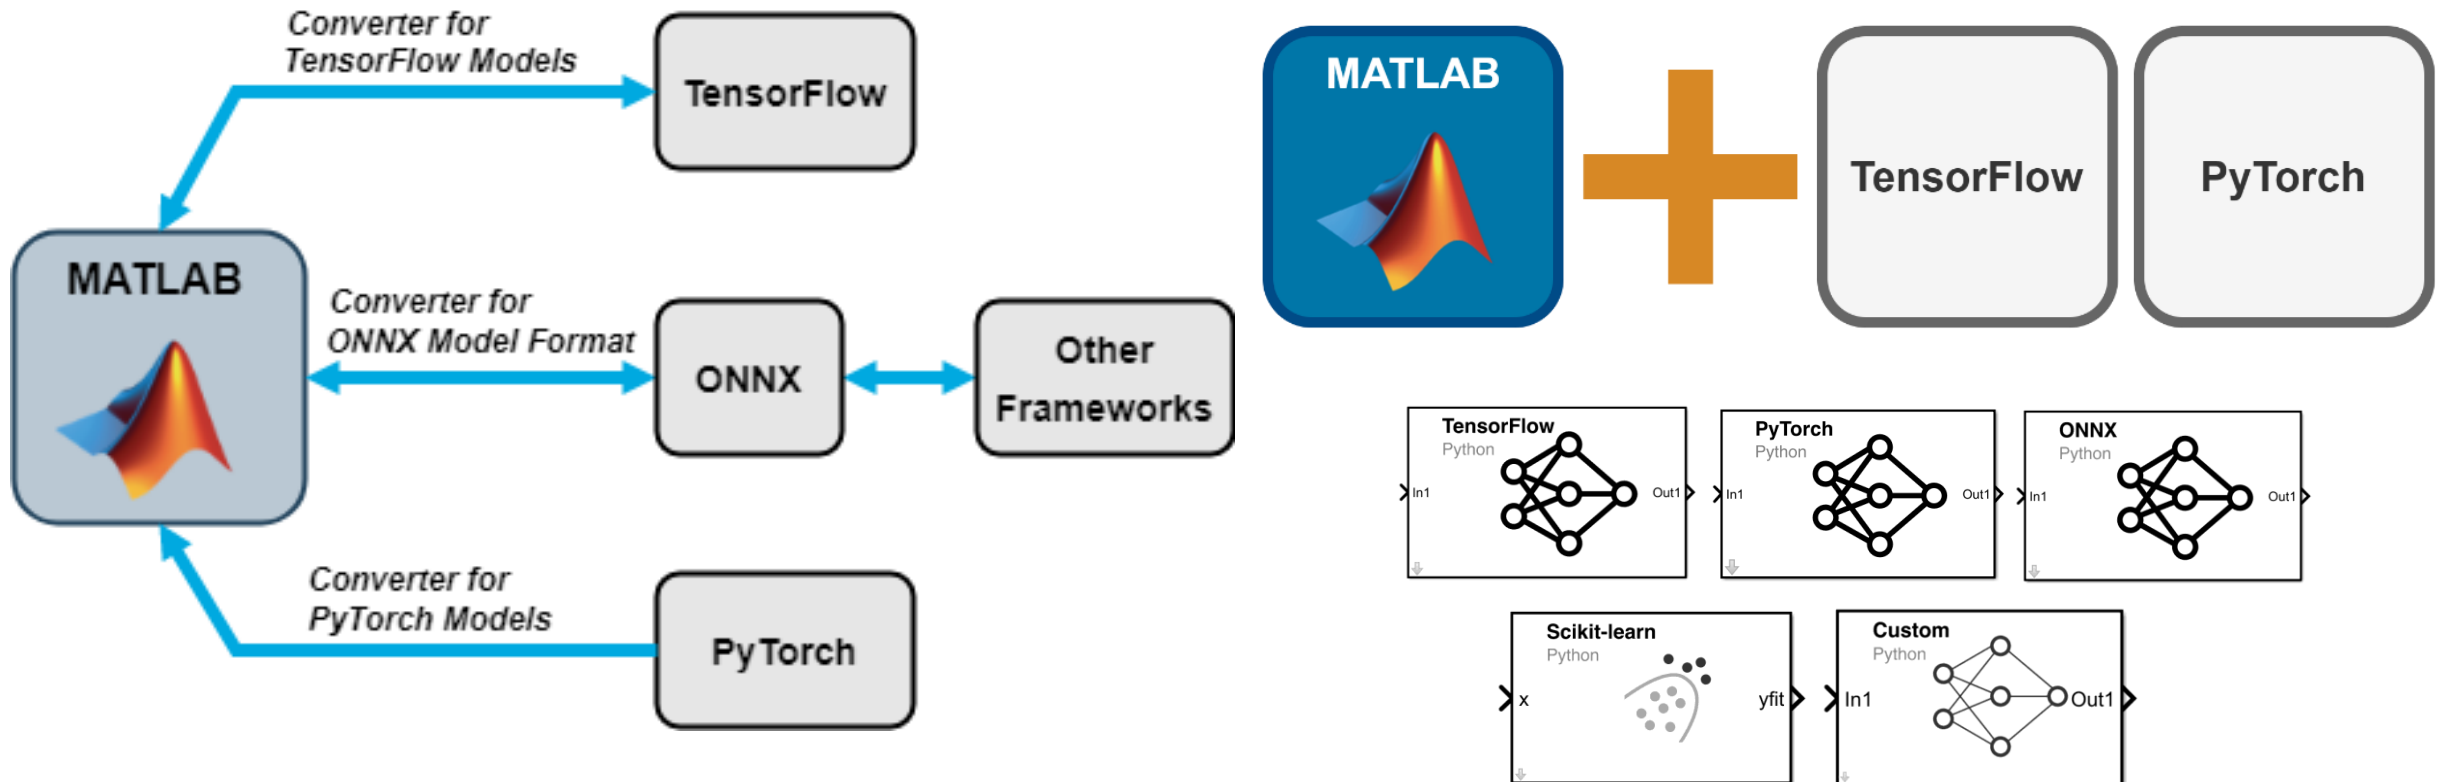 Converter for
TensorFlow Models
TensorFlow
MATLAB
Converter for
ONNX Model Format
ONNX
Other
Frameworks
Converter for
PyTorch Models
PyTorch
MATLAB
TensorFlow
PyTorch
TensorFlow
Python
In1
Out1
PyTorch
Python
In1
Out1
ONNX
Python
In1
Out1
Scikit-learn
Python
x
yfit
Custom
Python
In1
Out1